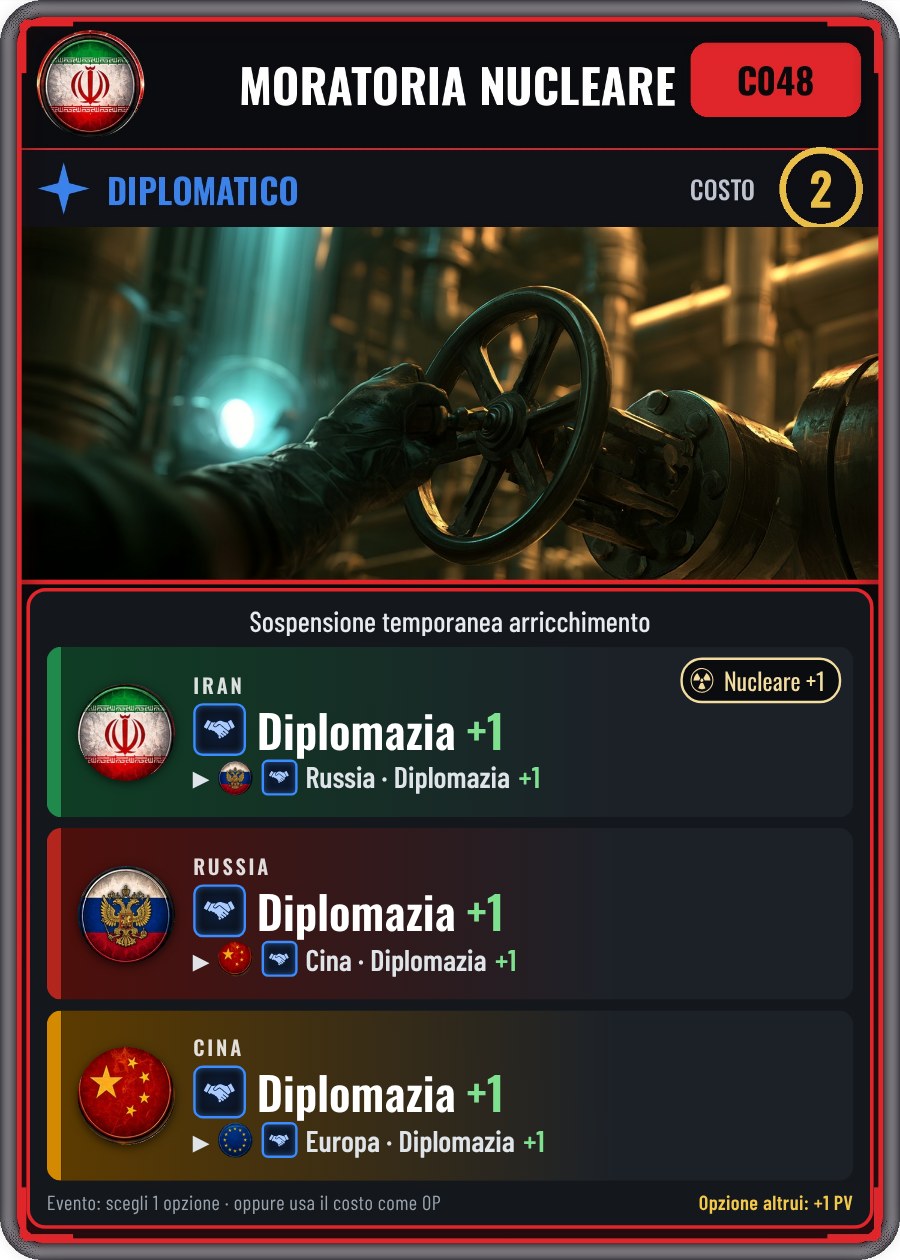 MORATORIA NUCLEARE C048
DIPLOMATICO COSTO 2
Sospensione temporanea arricchimento
IRAN Nucleare +1
Diplomazia +1
▶ Russia · Diplomazia +1
RUSSIA
Diplomazia +1
▶ Cina · Diplomazia +1
CINA
Diplomazia +1
▶ Europa · Diplomazia +1
Evento: scegli 1 opzione · oppure usa il costo come OP Opzione altrui: +1 PV